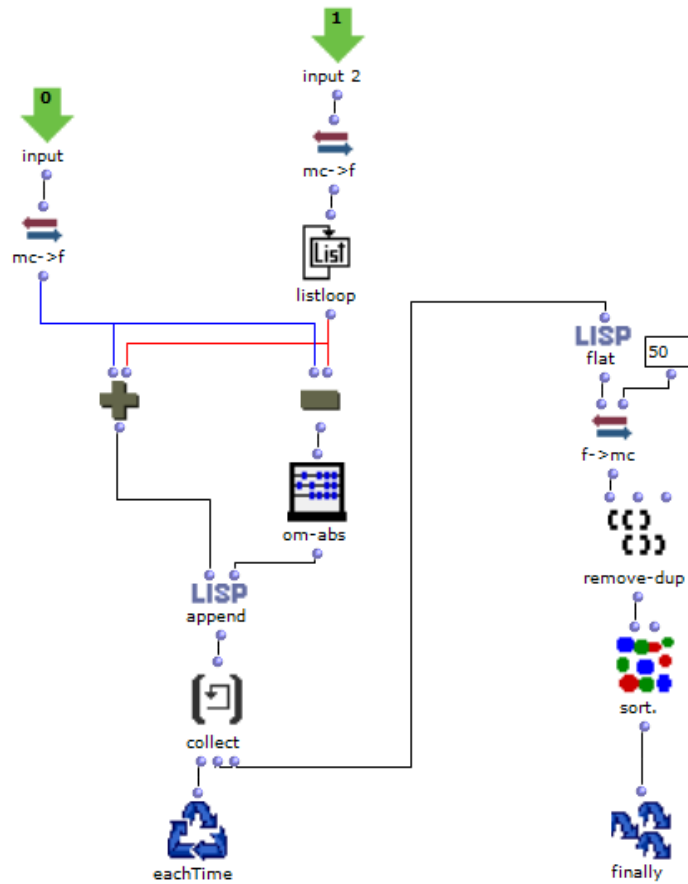 1
input 2
0
input
mc->f
mc->f
List
listloop
LISP
flat
50
f->mc
om-abs
remove-dup
LISP
append
sort.
collect
eachTime
finally